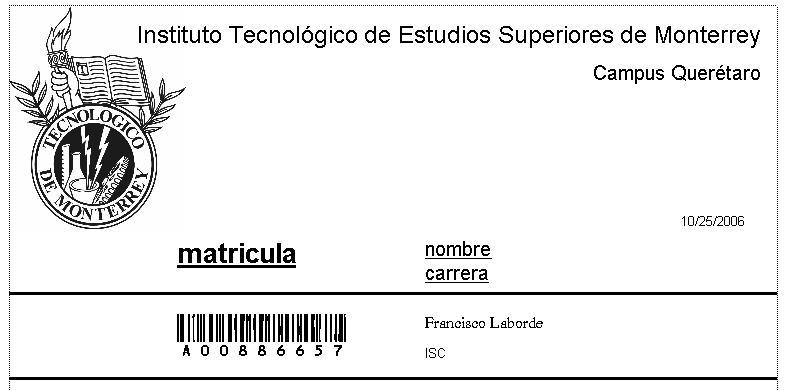 Instituto Tecnológico de Estudios Superiores de Monterrey
Campus Querétaro
TECNOLOGICO
DE MONTERREY
10/25/2006
matricula
nombre
carrera
A00886657
Francisco Laborde
ISC